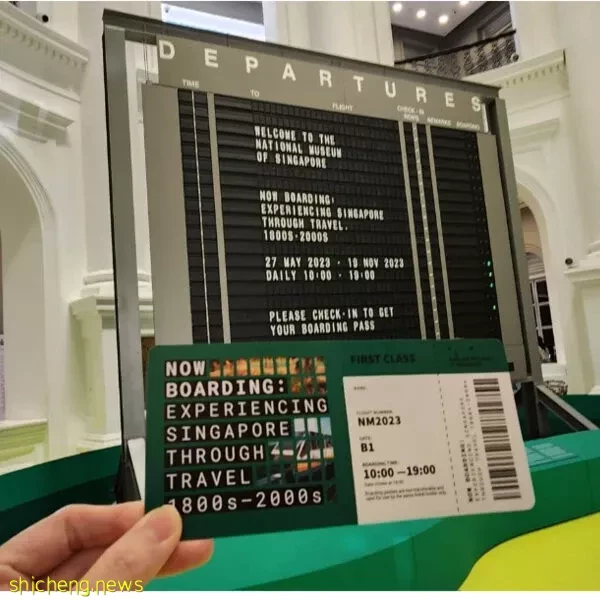 DEPARTURES
TIME TO FLIGHT CHECK-IN ROWS REMARKS BOARDING
WELCOME TO THE
NATIONAL MUSEUM
OF SINGAPORE
NOW BOARDING:
EXPERIENCING SINGAPORE
THROUGH TRAVEL,
1800S-2000S
27 MAY 2023 - 19 NOV 2023
DAILY 10:00 - 19:00
PLEASE CHECK-IN TO GET
YOUR BOARDING PASS
NOW
BOARDING:
EXPERIENCING
SINGAPORE
THROUGH
TRAVEL
1800s–2000s
FIRST CLASS
NAME:
FLIGHT NUMBER:
NM2023
GATE:
B1
BOARDING TIME:
10:00 —19:00
shicheng.news